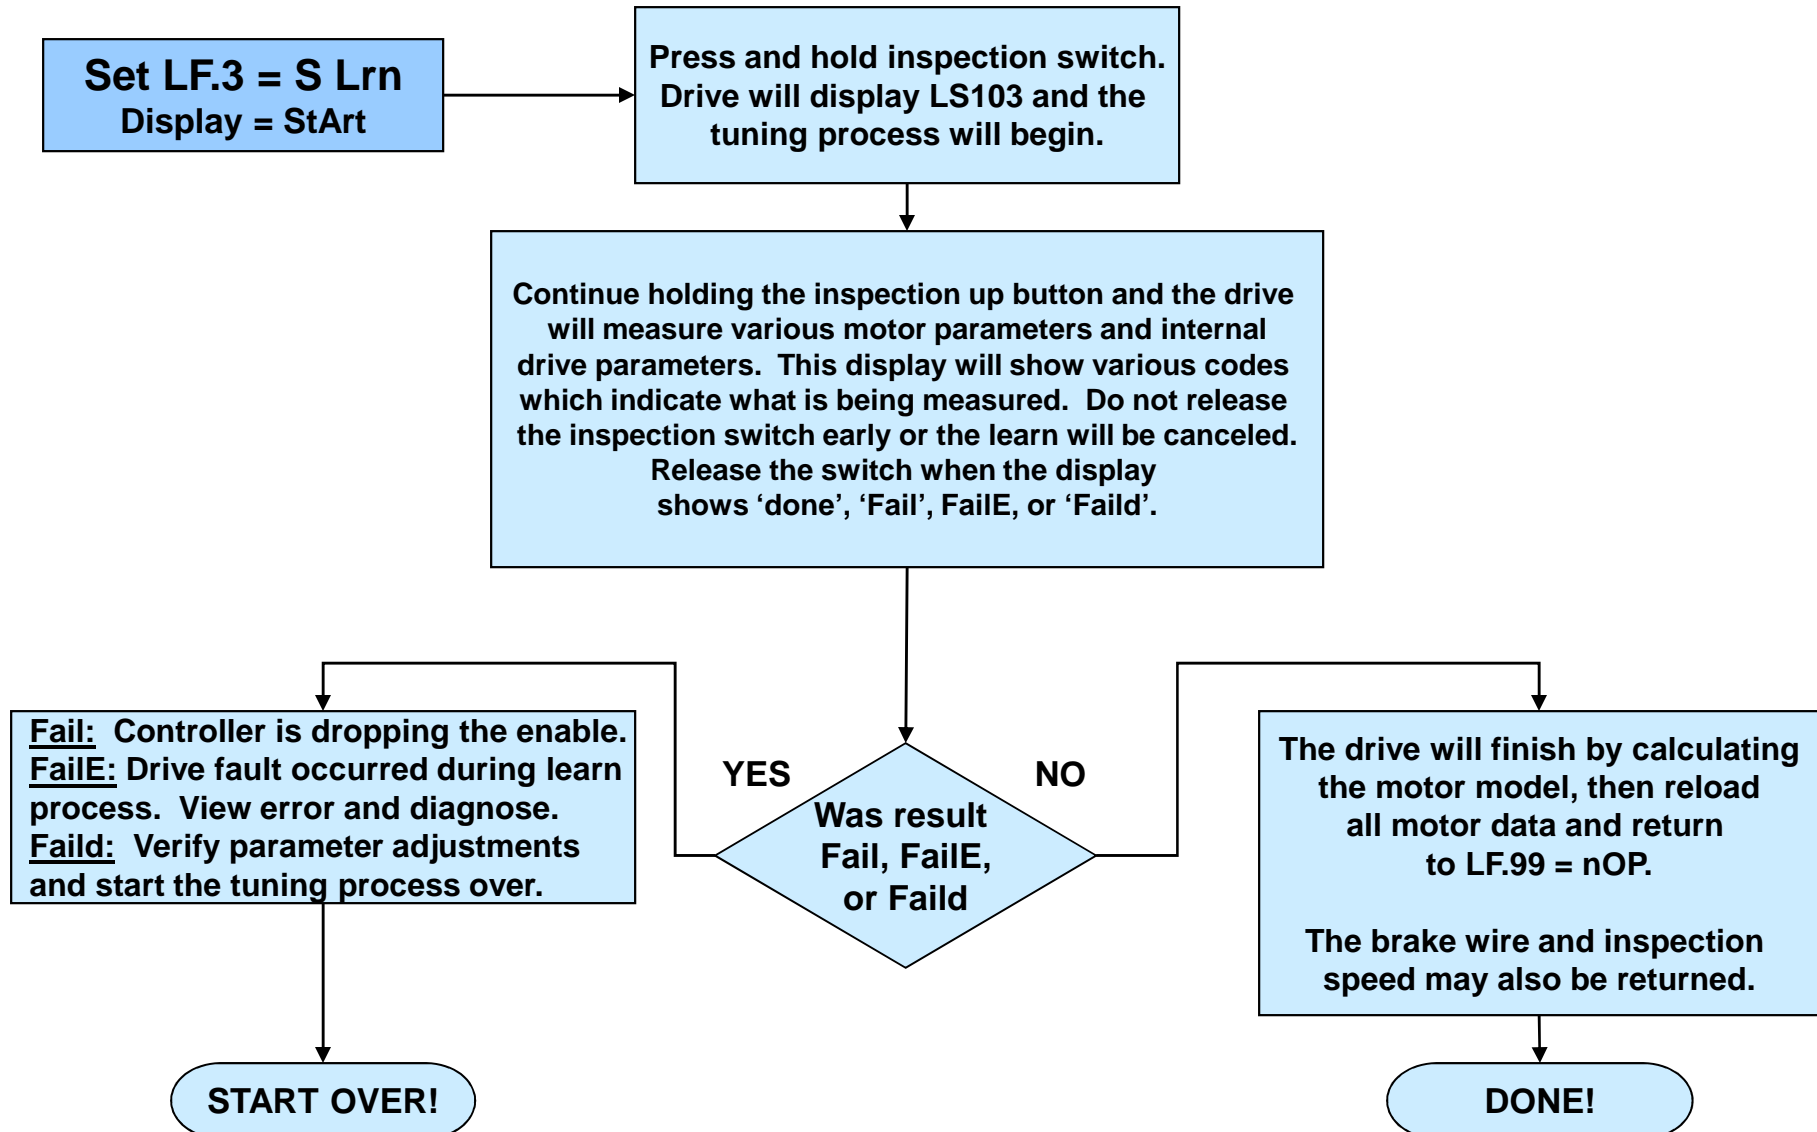 Set LF.3 = S Lrn
Display = StArt
Press and hold inspection switch.
Drive will display LS103 and the
tuning process will begin.
Continue holding the inspection up button and the drive
will measure various motor parameters and internal
drive parameters.  This display will show various codes
which indicate what is being measured.  Do not release
the inspection switch early or the learn will be canceled.
Release the switch when the display
shows ‘done’, ‘Fail’, FailE, or ‘Faild’.
YES
NO
Was result
Fail, FailE,
or Faild
Fail:  Controller is dropping the enable.
FailE: Drive fault occurred during learn
process.  View error and diagnose.
Faild:  Verify parameter adjustments
and start the tuning process over.
The drive will finish by calculating
the motor model, then reload
all motor data and return
to LF.99 = nOP.
The brake wire and inspection
speed may also be returned.
START OVER!
DONE!